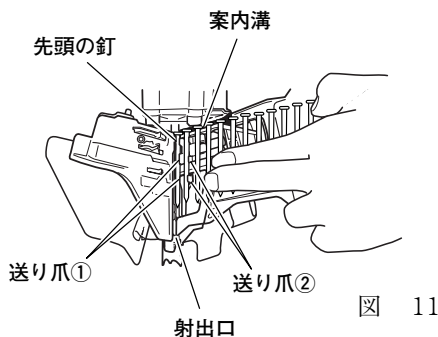 案内溝
先頭の釘
送り爪①
送り爪②
射出口
図 11